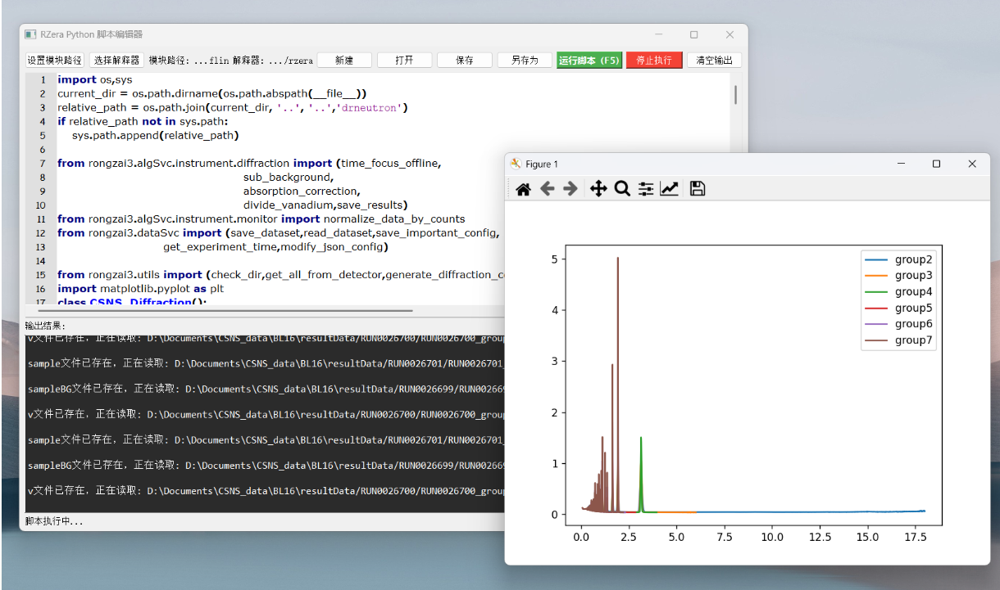 RZera Python 脚本编辑器
设置模块路径 选择解释器 模块路径: ...flin 解释器: .../rzera 新建 打开 保存 另存为 运行脚本 (F5) 停止执行 清空输出
1 import os,sys
2 current_dir = os.path.dirname(os.path.abspath(__file__))
3 relative_path = os.path.join(current_dir, '..', '..','drneutron')
4 if relative_path not in sys.path:
5 sys.path.append(relative_path)
6
7 from rongzai3.algSvc.instrument.diffraction import (time_focus_offline,
8 sub_background,
9 absorption_correction,
10 divide_vanadium,save_results)
11 from rongzai3.algSvc.instrument.monitor import normalize_data_by_counts
12 from rongzai3.dataSvc import (save_dataset,read_dataset,save_important_config,
13 get_experiment_time,modify_json_config)
14
15 from rongzai3.utils import (check_dir,get_all_from_detector,generate_diffraction_c
16 import matplotlib.pyplot as plt
17 class CSNS_Diffraction():
输出结果:
v文件已存在，正在读取: D:\Documents\CSNS_data\BL16\resultData/RUN0026700/RUN0026700_group
sample文件已存在，正在读取: D:\Documents\CSNS_data\BL16\resultData/RUN0026701/RUN0026701_
sampleBG文件已存在，正在读取: D:\Documents\CSNS_data\BL16\resultData/RUN0026699/RUN002669
v文件已存在，正在读取: D:\Documents\CSNS_data\BL16\resultData/RUN0026700/RUN0026700_group
sample文件已存在，正在读取: D:\Documents\CSNS_data\BL16\resultData/RUN0026701/RUN0026701_
sampleBG文件已存在，正在读取: D:\Documents\CSNS_data\BL16\resultData/RUN0026699/RUN002669
v文件已存在，正在读取: D:\Documents\CSNS_data\BL16\resultData/RUN0026700/RUN0026700_group
脚本执行中...
Figure 1
group2
group3
group4
group5
group6
group7
5
4
3
2
1
0
0.0 2.5 5.0 7.5 10.0 12.5 15.0 17.5